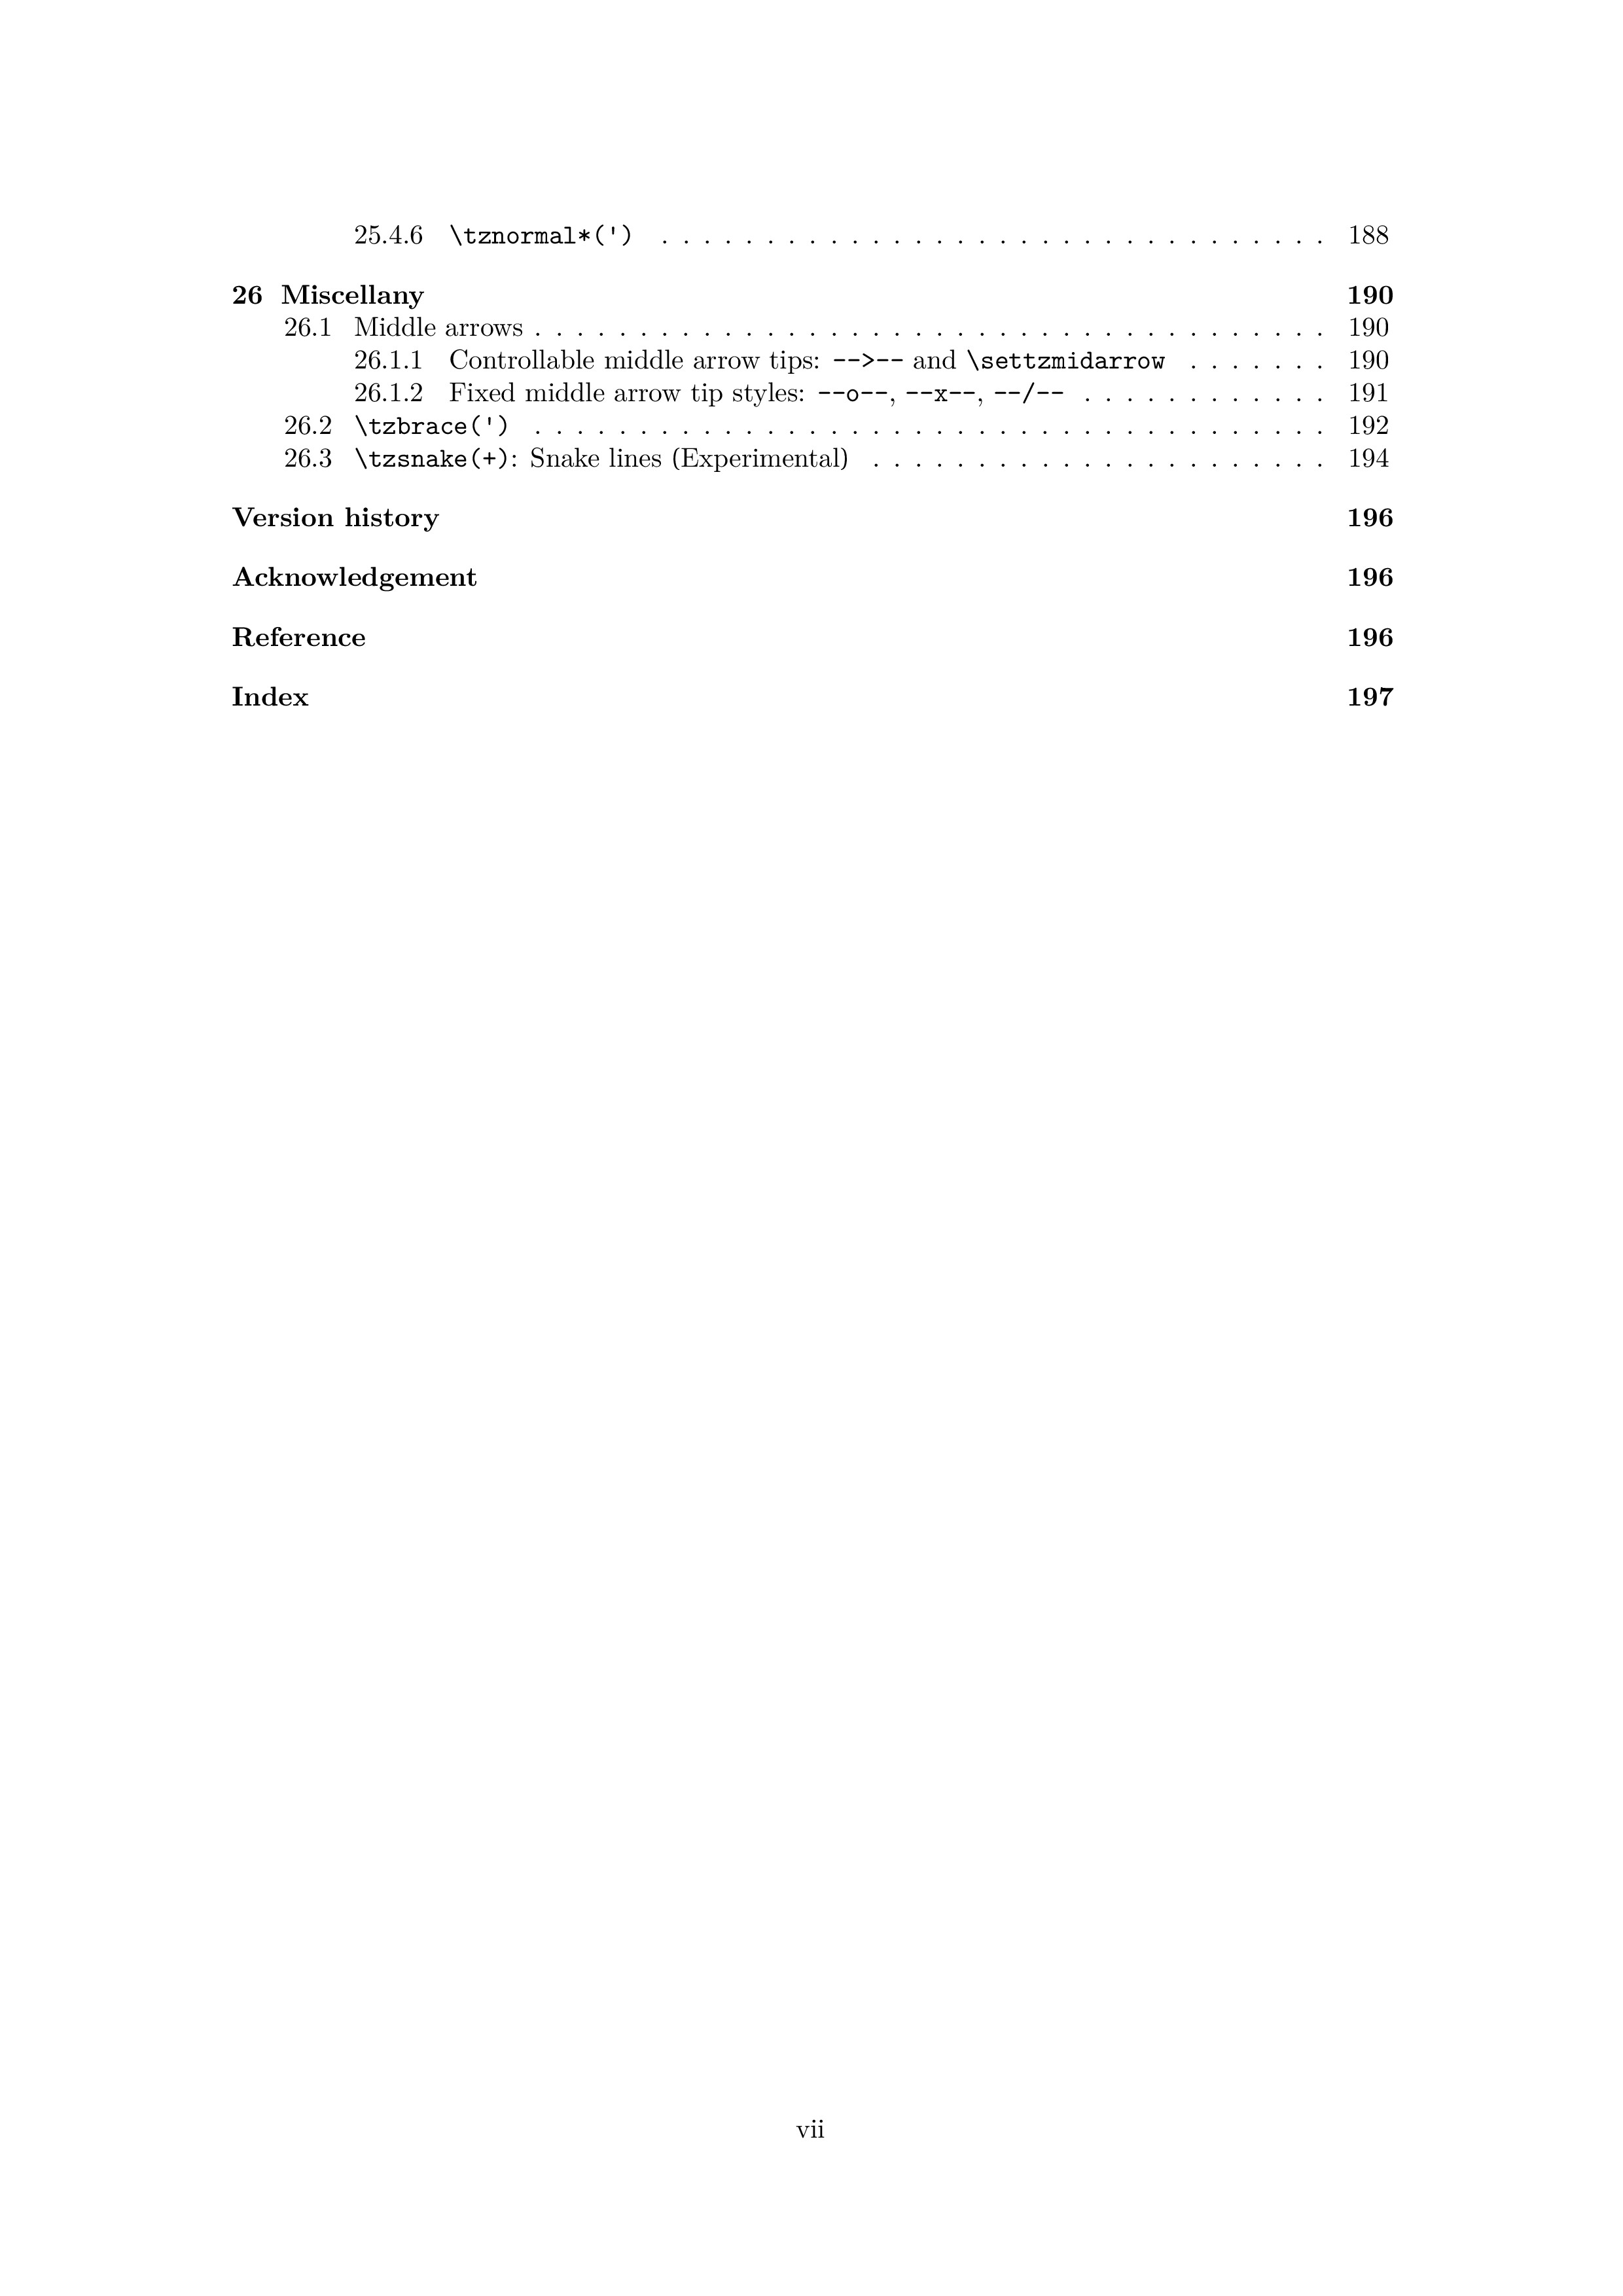 25.4.6 \tznormal*(') . . . . . . . . . . . . . . . . . . . . . . . . . . . . . . . . 188
26 Miscellany 190
26.1 Middle arrows . . . . . . . . . . . . . . . . . . . . . . . . . . . . . . . . . . . . . . 190
26.1.1 Controllable middle arrow tips: -->-- and \settzmidarrow . . . . . . . 190
26.1.2 Fixed middle arrow tip styles: --o--, --x--, --/-- . . . . . . . . . . . . 191
26.2 \tzbrace(') . . . . . . . . . . . . . . . . . . . . . . . . . . . . . . . . . . . . . . 192
26.3 \tzsnake(+): Snake lines (Experimental) . . . . . . . . . . . . . . . . . . . . . . 194
Version history 196
Acknowledgement 196
Reference 196
Index 197
vii